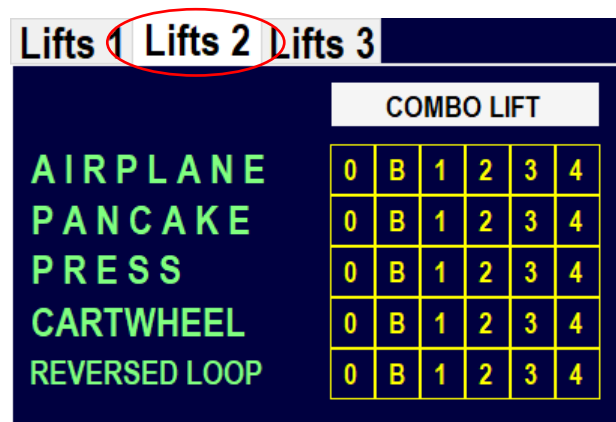 Lifts 1 Lifts 2 Lifts 3
COMBO LIFT
AIRPLANE 0 B 1 2 3 4
PANCAKE 0 B 1 2 3 4
PRESS 0 B 1 2 3 4
CARTWHEEL 0 B 1 2 3 4
REVERSED LOOP 0 B 1 2 3 4